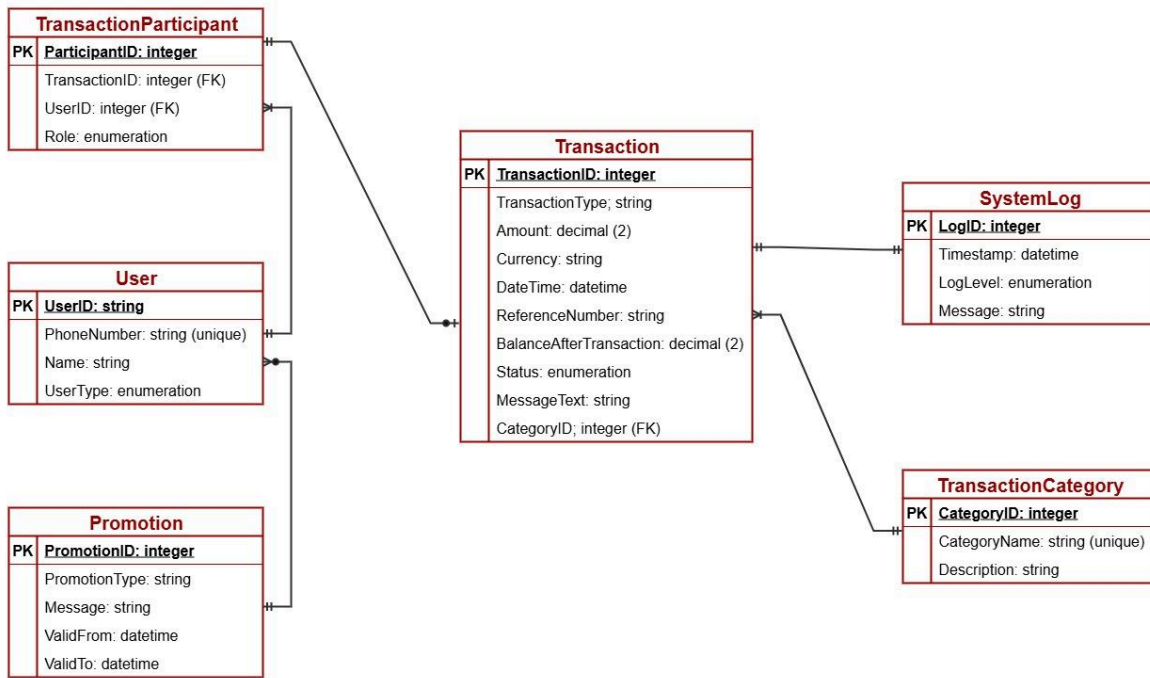 TransactionParticipant
PK ParticipantID: integer
TransactionID: integer (FK)
UserID: integer (FK)
Role: enumeration
User
PK UserID: string
PhoneNumber: string (unique)
Name: string
UserType: enumeration
Promotion
PK PromotionID: integer
PromotionType: string
Message: string
ValidFrom: datetime
ValidTo: datetime
Transaction
PK TransactionID: integer
TransactionType; string
Amount: decimal (2)
Currency: string
DateTime: datetime
ReferenceNumber: string
BalanceAfterTransaction: decimal (2)
Status: enumeration
MessageText: string
CategoryID; integer (FK)
SystemLog
PK LogID: integer
Timestamp: datetime
LogLevel: enumeration
Message: string
TransactionCategory
PK CategoryID: integer
CategoryName: string (unique)
Description: string